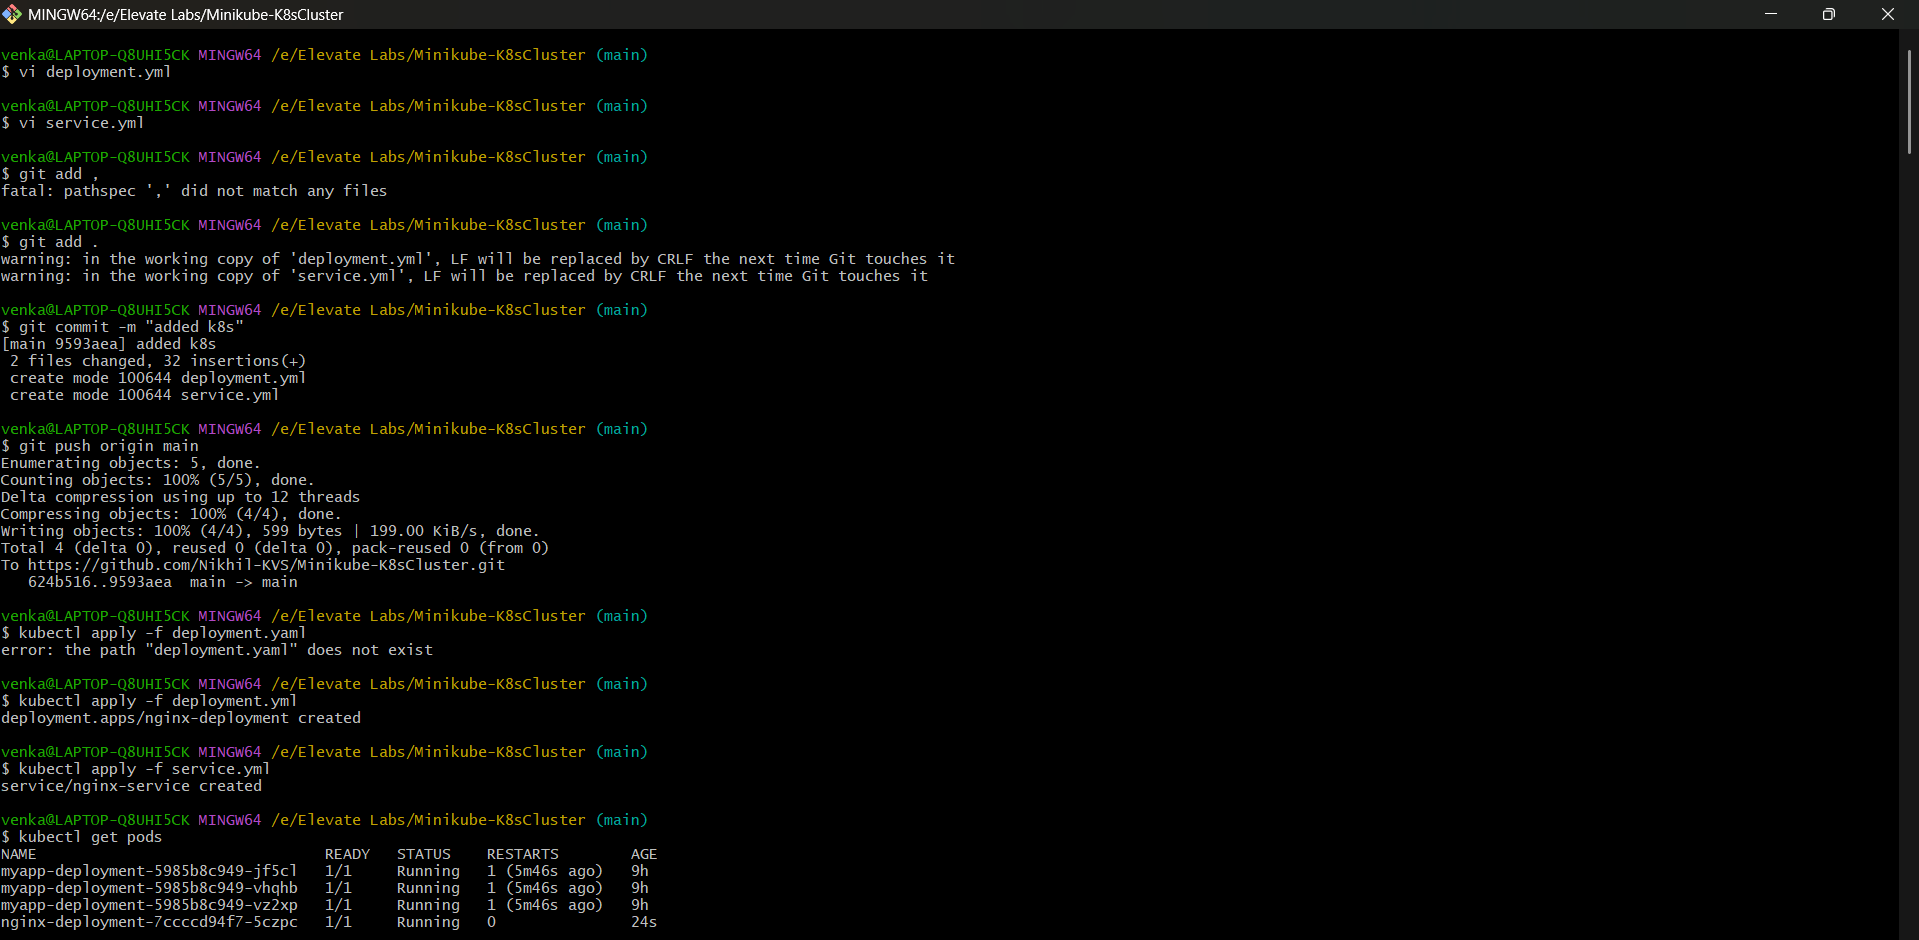 MINGW64:/e/Elevate Labs/Minikube-K8sCluster
venka@LAPTOP-Q8UHI5CK MINGW64 /e/Elevate Labs/Minikube-K8sCluster (main)
$ vi deployment.yml
venka@LAPTOP-Q8UHI5CK MINGW64 /e/Elevate Labs/Minikube-K8sCluster (main)
$ vi service.yml
venka@LAPTOP-Q8UHI5CK MINGW64 /e/Elevate Labs/Minikube-K8sCluster (main)
$ git add ,
fatal: pathspec ',' did not match any files
venka@LAPTOP-Q8UHI5CK MINGW64 /e/Elevate Labs/Minikube-K8sCluster (main)
$ git add .
warning: in the working copy of 'deployment.yml', LF will be replaced by CRLF the next time Git touches it
warning: in the working copy of 'service.yml', LF will be replaced by CRLF the next time Git touches it
venka@LAPTOP-Q8UHI5CK MINGW64 /e/Elevate Labs/Minikube-K8sCluster (main)
$ git commit -m "added k8s"
[main 9593aea] added k8s
 2 files changed, 32 insertions(+)
 create mode 100644 deployment.yml
 create mode 100644 service.yml
venka@LAPTOP-Q8UHI5CK MINGW64 /e/Elevate Labs/Minikube-K8sCluster (main)
$ git push origin main
Enumerating objects: 5, done.
Counting objects: 100% (5/5), done.
Delta compression using up to 12 threads
Compressing objects: 100% (4/4), done.
Writing objects: 100% (4/4), 599 bytes | 199.00 KiB/s, done.
Total 4 (delta 0), reused 0 (delta 0), pack-reused 0 (from 0)
To https://github.com/Nikhil-KVS/Minikube-K8sCluster.git
   624b516..9593aea  main -> main
venka@LAPTOP-Q8UHI5CK MINGW64 /e/Elevate Labs/Minikube-K8sCluster (main)
$ kubectl apply -f deployment.yaml
error: the path "deployment.yaml" does not exist
venka@LAPTOP-Q8UHI5CK MINGW64 /e/Elevate Labs/Minikube-K8sCluster (main)
$ kubectl apply -f deployment.yml
deployment.apps/nginx-deployment created
venka@LAPTOP-Q8UHI5CK MINGW64 /e/Elevate Labs/Minikube-K8sCluster (main)
$ kubectl apply -f service.yml
service/nginx-service created
venka@LAPTOP-Q8UHI5CK MINGW64 /e/Elevate Labs/Minikube-K8sCluster (main)
$ kubectl get pods
NAME                                READY   STATUS    RESTARTS        AGE
myapp-deployment-5985b8c949-jf5cl   1/1     Running   1 (5m46s ago)   9h
myapp-deployment-5985b8c949-vhqhb   1/1     Running   1 (5m46s ago)   9h
myapp-deployment-5985b8c949-vz2xp   1/1     Running   1 (5m46s ago)   9h
nginx-deployment-7ccccd94f7-5czpc   1/1     Running   0               24s